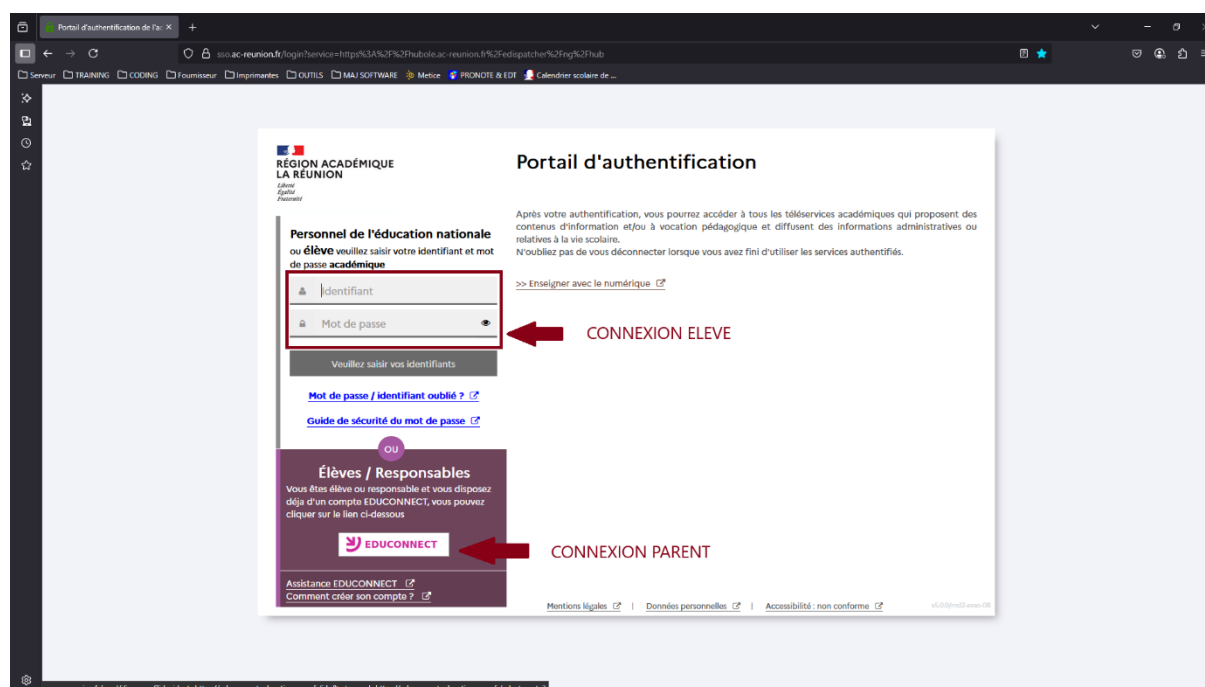 Portail d'authentification de l'ac
sso.ac-reunion.fr/login?service=https%3A%2F%2Fhubole.ac-reunion.fr%2Fedispatcher%2Fng%2Fhub
Serveur TRAINING CODING Fournisseur Imprimantes OUTILS MAJ SOFTWARE Metice PRONOTE & EDT Calendrier scolaire de ...
RÉGION ACADÉMIQUE
LA RÉUNION
Liberté
Égalité
Fraternité
Portail d'authentification
Après votre authentification, vous pourrez accéder à tous les téléservices académiques qui proposent des
contenus d'information et/ou à vocation pédagogique et diffusent des informations administratives ou
relatives à la vie scolaire.
N'oubliez pas de vous déconnecter lorsque vous avez fini d'utiliser les services authentifiés.
>> Enseigner avec le numérique
Personnel de l'éducation nationale
ou élève veuillez saisir votre identifiant et mot
de passe académique
Identifiant
Mot de passe
CONNEXION ELEVE
Veuillez saisir vos identifiants
Mot de passe / identifiant oublié ?
Guide de sécurité du mot de passe
OU
Élèves / Responsables
Vous êtes élève ou responsable et vous disposez
déja d'un compte EDUCONNECT, vous pouvez
cliquer sur le lien ci-dessous
EDUCONNECT
CONNEXION PARENT
Assistance EDUCONNECT
Comment créer son compte ?
Mentions légales | Données personnelles | Accessibilité : non conforme